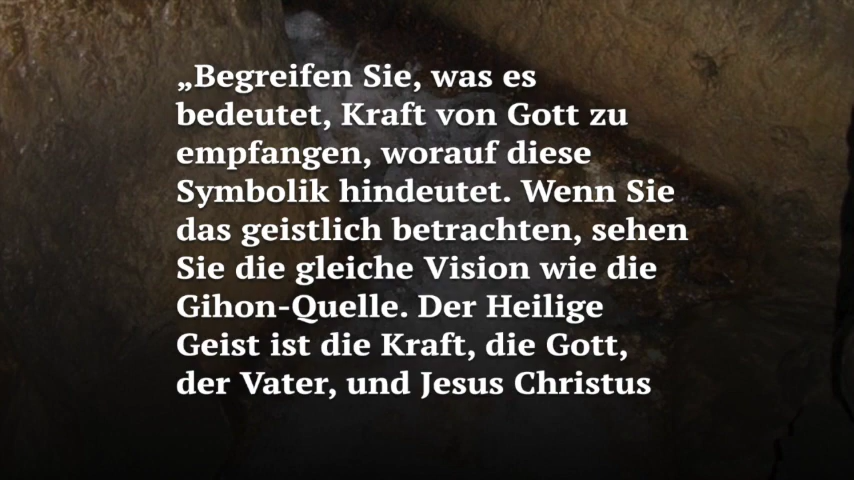 „Begreifen Sie, was es
bedeutet, Kraft von Gott zu
empfangen, worauf diese
Symbolik hindeutet. Wenn Sie
das geistlich betrachten, sehen
Sie die gleiche Vision wie die
Gihon-Quelle. Der Heilige
Geist ist die Kraft, die Gott,
der Vater, und Jesus Christus